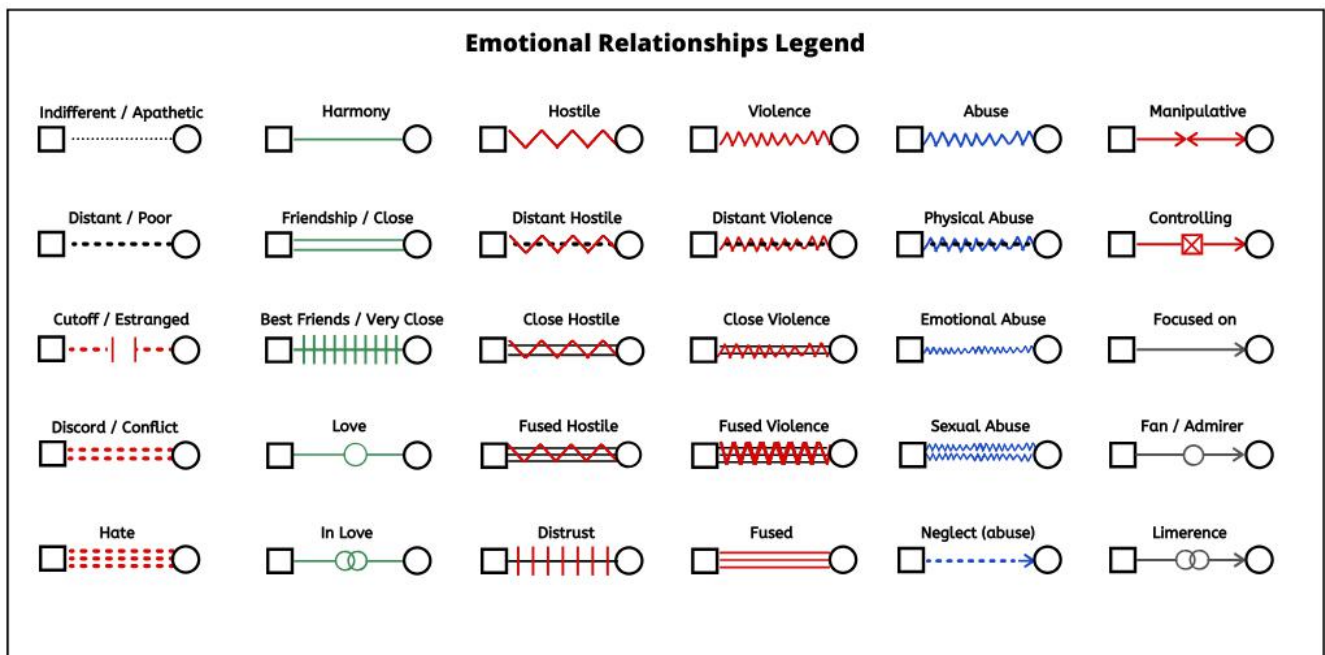 Emotional Relationships Legend
Indifferent / Apathetic
Harmony
Hostile
Violence
Abuse
Manipulative
Distant / Poor
Friendship / Close
Distant Hostile
Distant Violence
Physical Abuse
Controlling
Cutoff / Estranged
Best Friends / Very Close
Close Hostile
Close Violence
Emotional Abuse
Focused on
Discord / Conflict
Love
Fused Hostile
Fused Violence
Sexual Abuse
Fan / Admirer
Hate
In Love
Distrust
Fused
Neglect (abuse)
Limerence